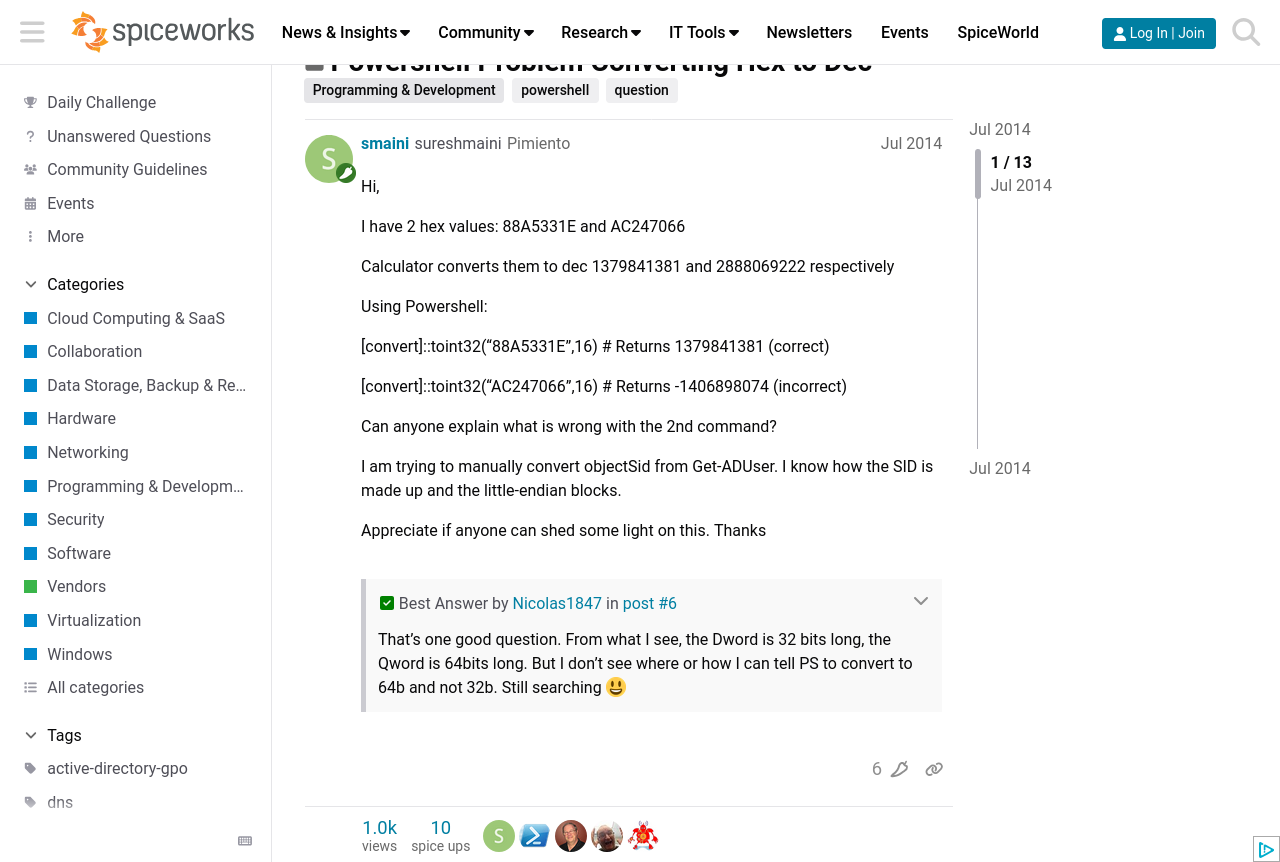 spiceworks
News & Insights
Community
Research
IT Tools
Newsletters
Events
SpiceWorld
Log In | Join
Powershell Problem Converting Hex to Dec
Programming & Development
powershell
question
Daily Challenge
Unanswered Questions
Community Guidelines
Events
More
Categories
Cloud Computing & SaaS
Collaboration
Data Storage, Backup & Re...
Hardware
Networking
Programming & Developm...
Security
Software
Vendors
Virtualization
Windows
All categories
Tags
active-directory-gpo
dns
S
smaini sureshmaini Pimiento
Jul 2014
Hi,
I have 2 hex values: 88A5331E and AC247066
Calculator converts them to dec 1379841381 and 2888069222 respectively
Using Powershell:
[convert]::toint32(“88A5331E”,16) # Returns 1379841381 (correct)
[convert]::toint32(“AC247066”,16) # Returns -1406898074 (incorrect)
Can anyone explain what is wrong with the 2nd command?
I am trying to manually convert objectSid from Get-ADUser. I know how the SID is
made up and the little-endian blocks.
Appreciate if anyone can shed some light on this. Thanks
Best Answer by Nicolas1847 in post #6
That’s one good question. From what I see, the Dword is 32 bits long, the
Qword is 64bits long. But I don’t see where or how I can tell PS to convert to
64b and not 32b. Still searching
6
1.0k
views
10
spice ups
S
Jul 2014
1 / 13
Jul 2014
Jul 2014